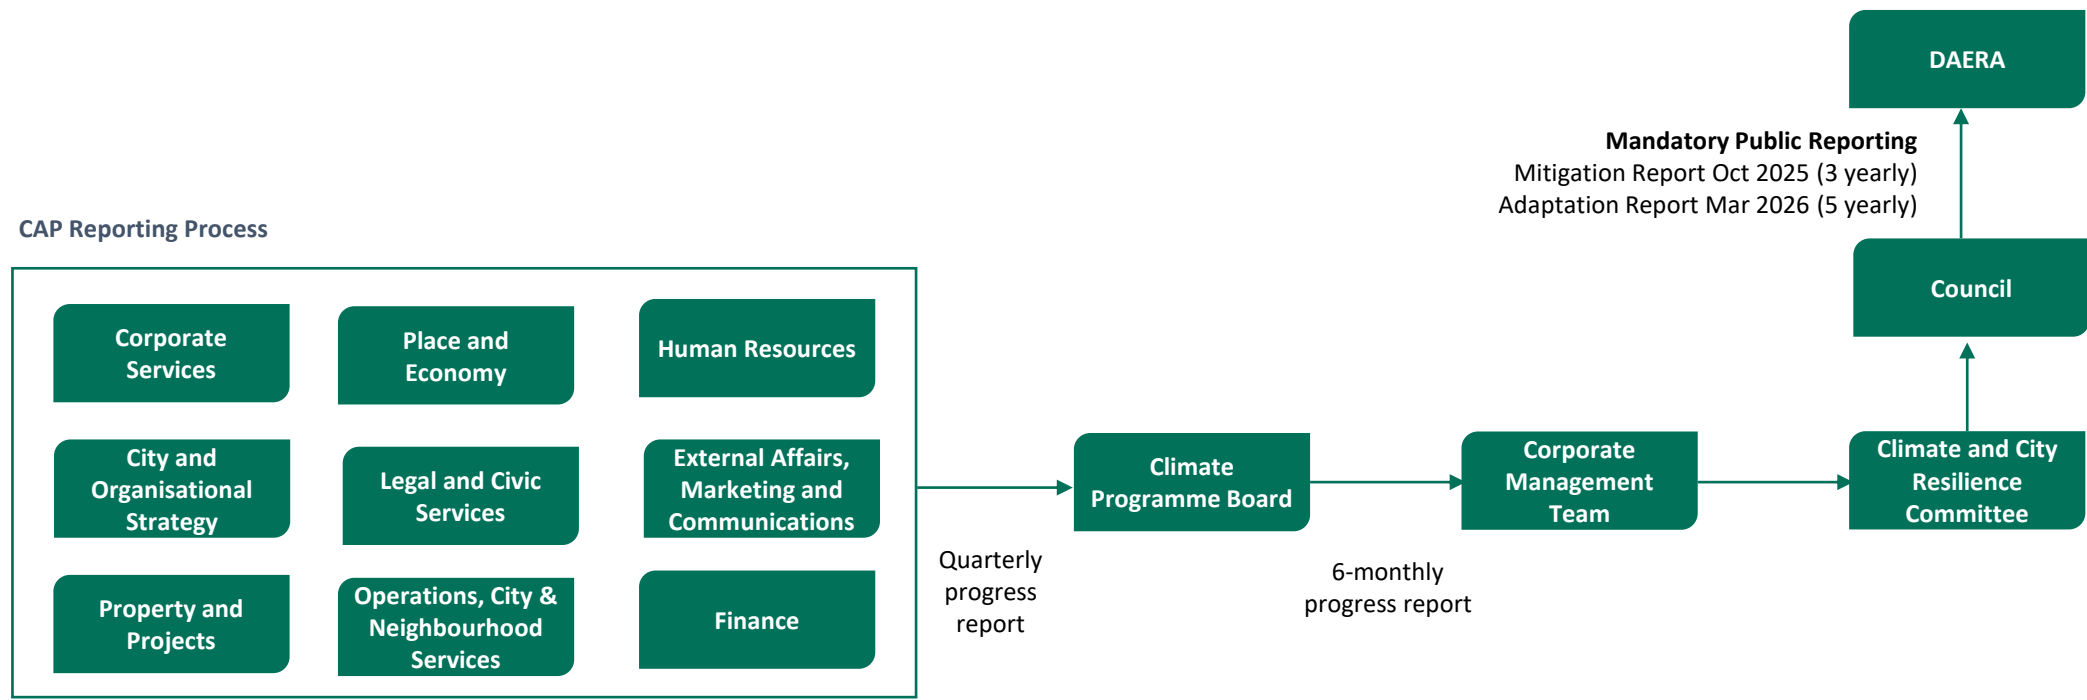 DAERA
Mandatory Public Reporting
Mitigation Report Oct 2025 (3 yearly)
Adaptation Report Mar 2026 (5 yearly)
CAP Reporting Process
Council
Corporate
Services
Place and
Economy
Human Resources
City and
Organisational
Strategy
Legal and Civic
Services
External Affairs,
Marketing and
Communications
Property and
Projects
Operations, City &
Neighbourhood
Services
Finance
Quarterly
progress
report
Climate
Programme Board
6-monthly
progress report
Corporate
Management
Team
Climate and City
Resilience
Committee